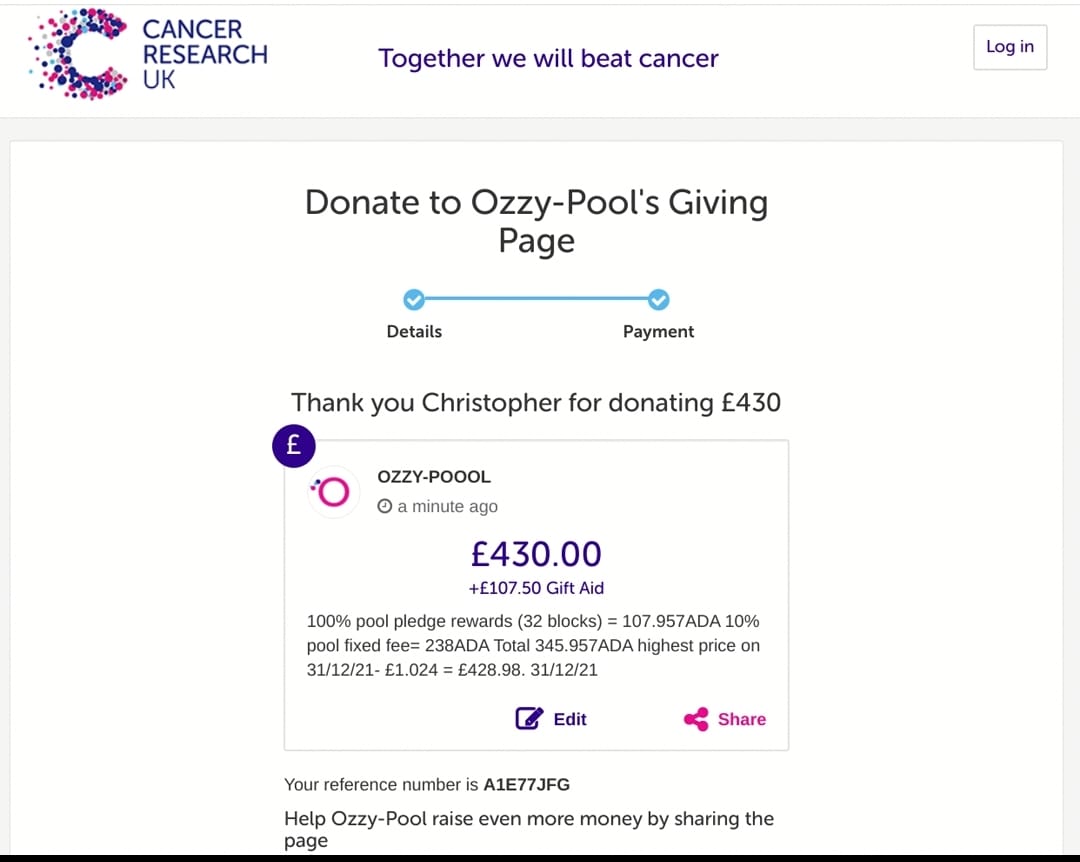 CANCER
RESEARCH
UK
Together we will beat cancer
Log in
Donate to Ozzy-Pool's Giving
Page
Details
Payment
Thank you Christopher for donating £430
£
OZZY-POOOL
a minute ago
£430.00
+£107.50 Gift Aid
100% pool pledge rewards (32 blocks) = 107.957ADA 10%
pool fixed fee= 238ADA Total 345.957ADA highest price on
31/12/21- £1.024 = £428.98. 31/12/21
Edit
Share
Your reference number is A1E77JFG
Help Ozzy-Pool raise even more money by sharing the
page